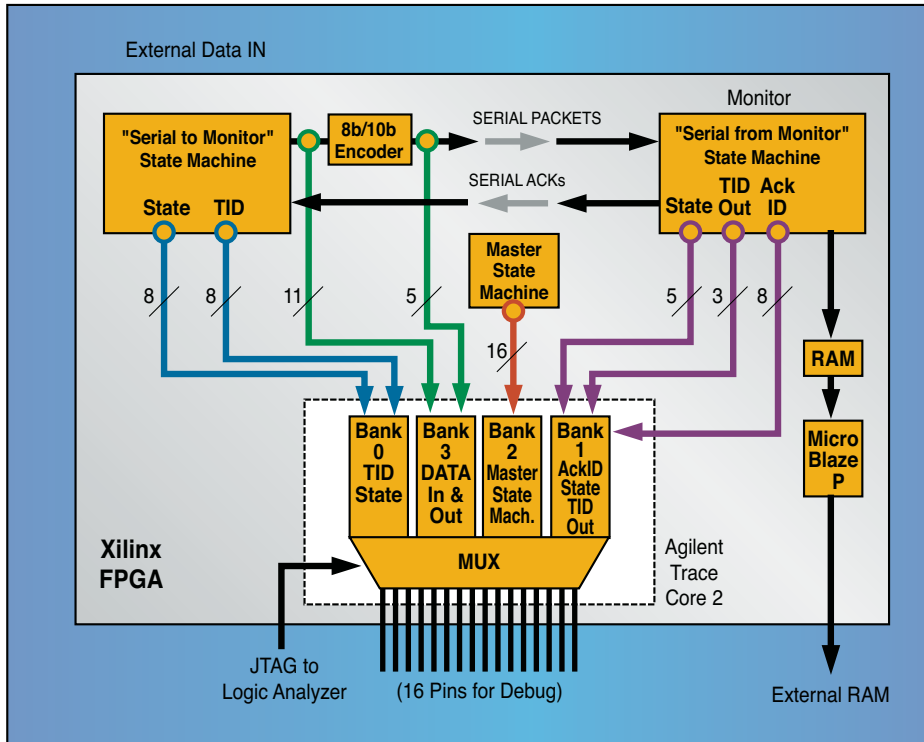 External Data IN
Monitor
"Serial to Monitor"
State Machine
State TID
8b/10b
Encoder
SERIAL PACKETS
SERIAL ACKs
"Serial from Monitor"
State Machine
State
TID
Out
Ack
ID
Master
State
Machine
8
8
11
5
16
5
3
8
RAM
Micro
Blaze
P
Bank
0
TID
State
Bank
3
DATA
In &
Out
Bank
2
Master
State
Mach.
Bank
1
AckID
State
TID
Out
MUX
Xilinx
FPGA
Agilent
Trace
Core 2
JTAG to
Logic Analyzer
(16 Pins for Debug)
External RAM